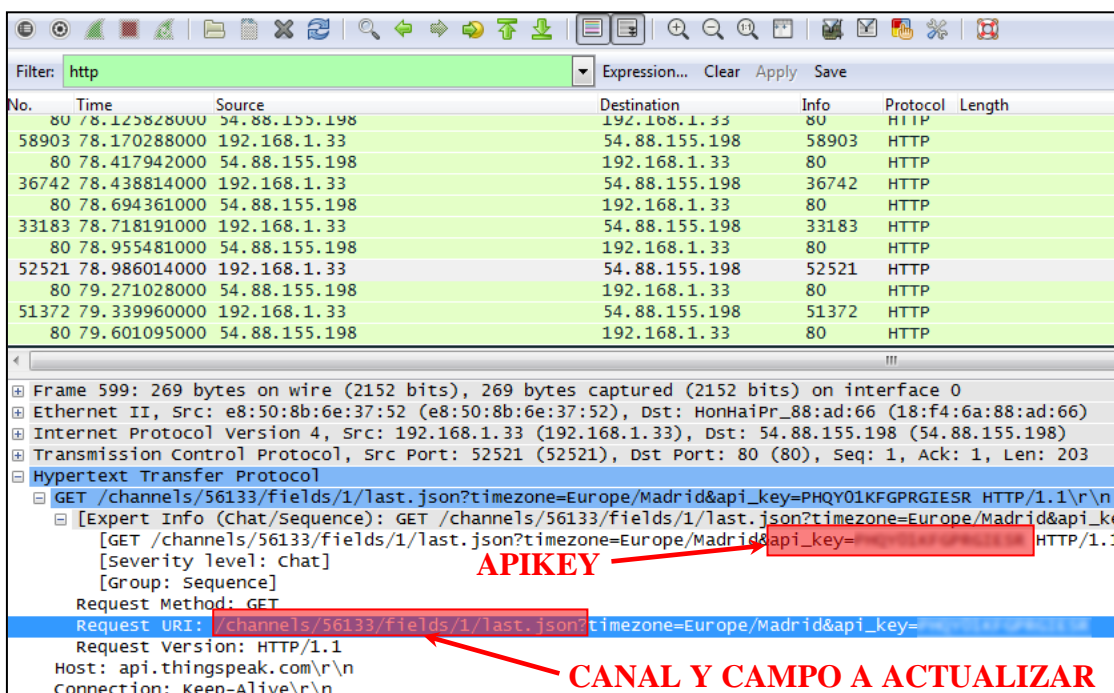 Filter: http Expression... Clear Apply Save
No. Time Source Destination Info Protocol Length
80 78.125828000 54.88.155.198 192.168.1.33 80 HTTP
58903 78.170288000 192.168.1.33 54.88.155.198 58903 HTTP
80 78.417942000 54.88.155.198 192.168.1.33 80 HTTP
36742 78.438814000 192.168.1.33 54.88.155.198 36742 HTTP
80 78.694361000 54.88.155.198 192.168.1.33 80 HTTP
33183 78.718191000 192.168.1.33 54.88.155.198 33183 HTTP
80 78.955481000 54.88.155.198 192.168.1.33 80 HTTP
52521 78.986014000 192.168.1.33 54.88.155.198 52521 HTTP
80 79.271028000 54.88.155.198 192.168.1.33 80 HTTP
51372 79.339960000 192.168.1.33 54.88.155.198 51372 HTTP
80 79.601095000 54.88.155.198 192.168.1.33 80 HTTP
Frame 599: 269 bytes on wire (2152 bits), 269 bytes captured (2152 bits) on interface 0
Ethernet II, Src: e8:50:8b:6e:37:52 (e8:50:8b:6e:37:52), Dst: HonHaiPr_88:ad:66 (18:f4:6a:88:ad:66)
Internet Protocol Version 4, Src: 192.168.1.33 (192.168.1.33), Dst: 54.88.155.198 (54.88.155.198)
Transmission Control Protocol, Src Port: 52521 (52521), Dst Port: 80 (80), Seq: 1, Ack: 1, Len: 203
Hypertext Transfer Protocol
GET /channels/56133/fields/1/last.json?timezone=Europe/Madrid&api_key=PHQY01KFGPRGIESR HTTP/1.1\r\n
[Expert Info (Chat/Sequence): GET /channels/56133/fields/1/last.json?timezone=Europe/Madrid&api_ke
[GET /channels/56133/fields/1/last.json?timezone=Europe/Madrid&api_key= HTTP/1.1
[Severity level: Chat]
APIKEY
[Group: Sequence]
Request Method: GET
Request URI: /channels/56133/fields/1/last.json?timezone=Europe/Madrid&api_key=
Request Version: HTTP/1.1
Host: api.thingspeak.com\r\n
CANAL Y CAMPO A ACTUALIZAR
Connection: Keep-Alive\r\n